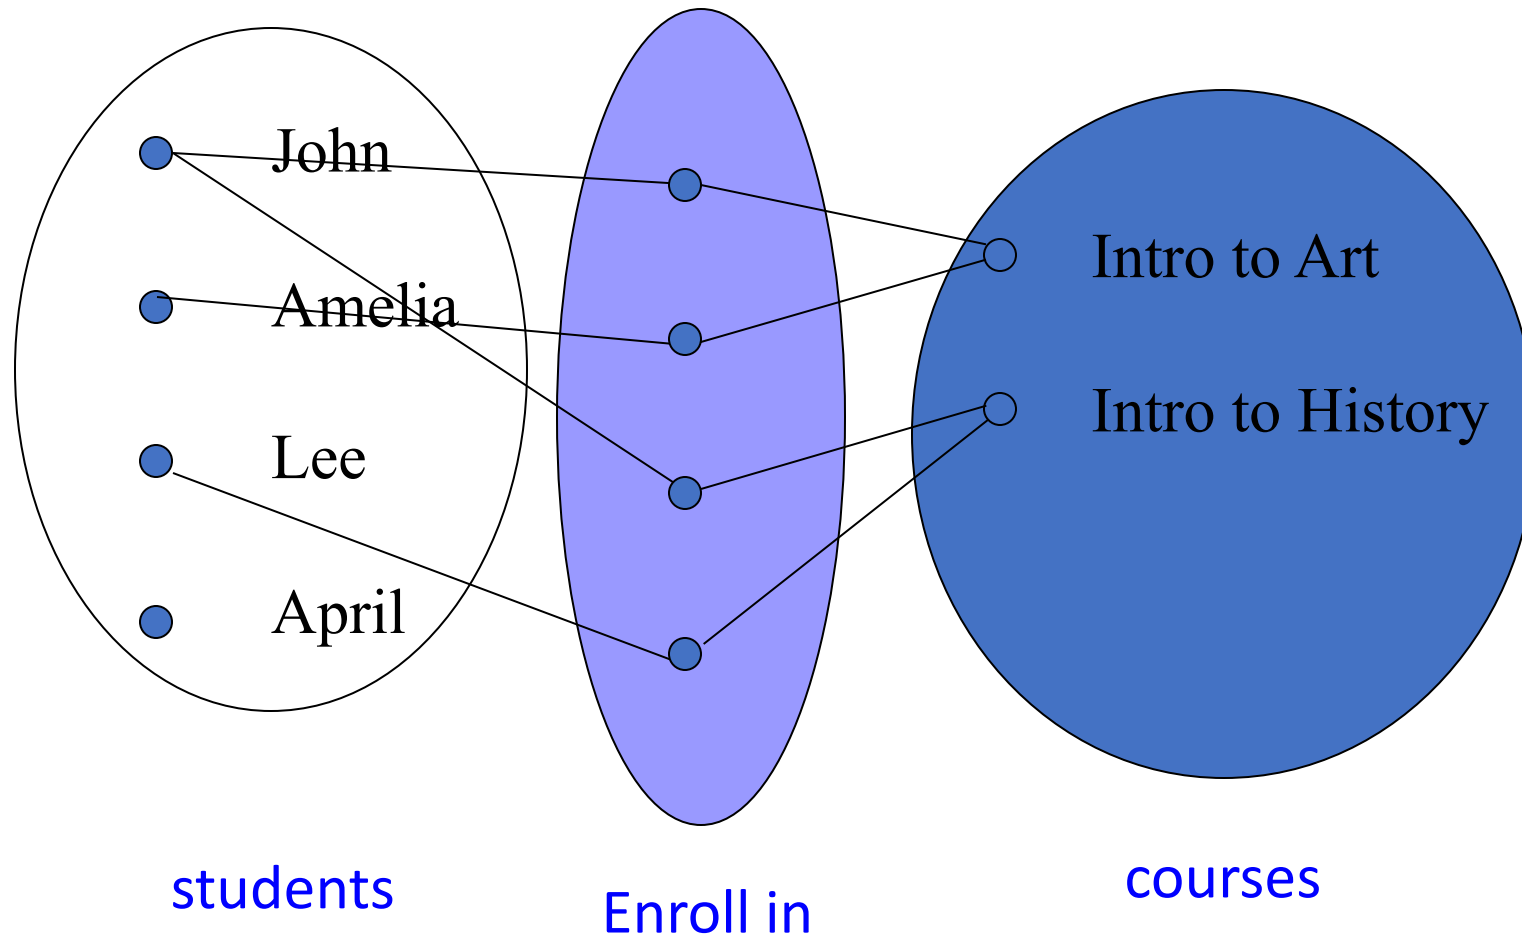 John
Amelia
Lee
April
Intro to Art
Intro to History
students
Enroll in
courses